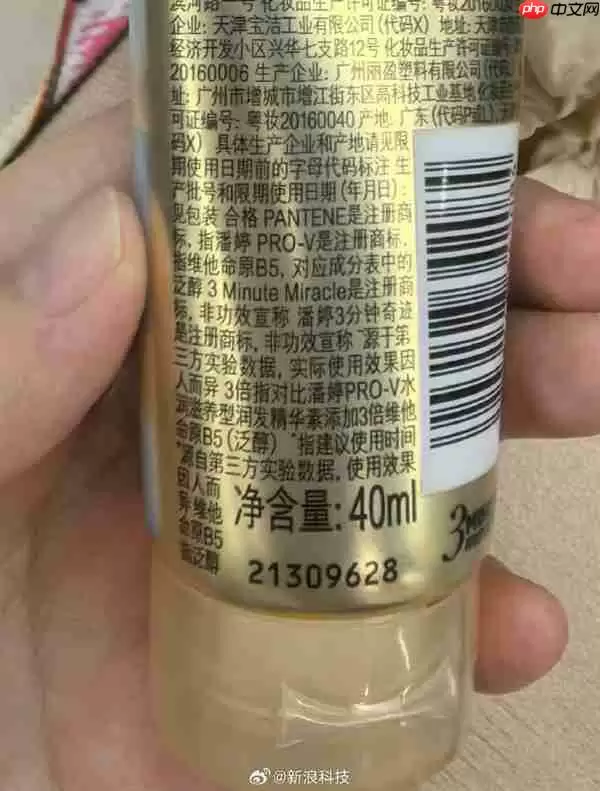 php中文网
滨河路一号 化妆品生产许可证编号: 粤妆2016000
企业: 天津宝洁工业有限公司(代码X) 地址: 天津
经济开发小区兴华七支路12号 化妆品生产许可证编号:
20160006 生产企业: 广州丽盈塑料有限公司(代码
址: 广州市增城市增江街东区高科技工业基地 化妆品
可证编号: 粤妆20160040 产地: 广东(代码P或L), 天
码X) 具体生产企业和产地请见限
期使用日期前的字母代码标注 生
产批号和限期使用日期 (年月日):
见包装 合格 PANTENE是注册商
标, 指潘婷 PRO-V是注册商标,
指维他命原B5, 对应成分表中的
泛醇 3 Minute Miracle是注册商
标, 非功效宣称 潘婷3分钟奇迹
是注册商标, 非功效宣称 *源于第
三方实验数据, 实际使用效果因
人而异 3倍指对比潘婷PRO-V水
润滋养型润发精华素添加3倍维他
命原B5 (泛醇) *指建议使用时间
*源自第三方实验数据, 使用效果
因人而
异维他
命原B5
指泛醇
净含量: 40ml
3
21309628
@新浪科技